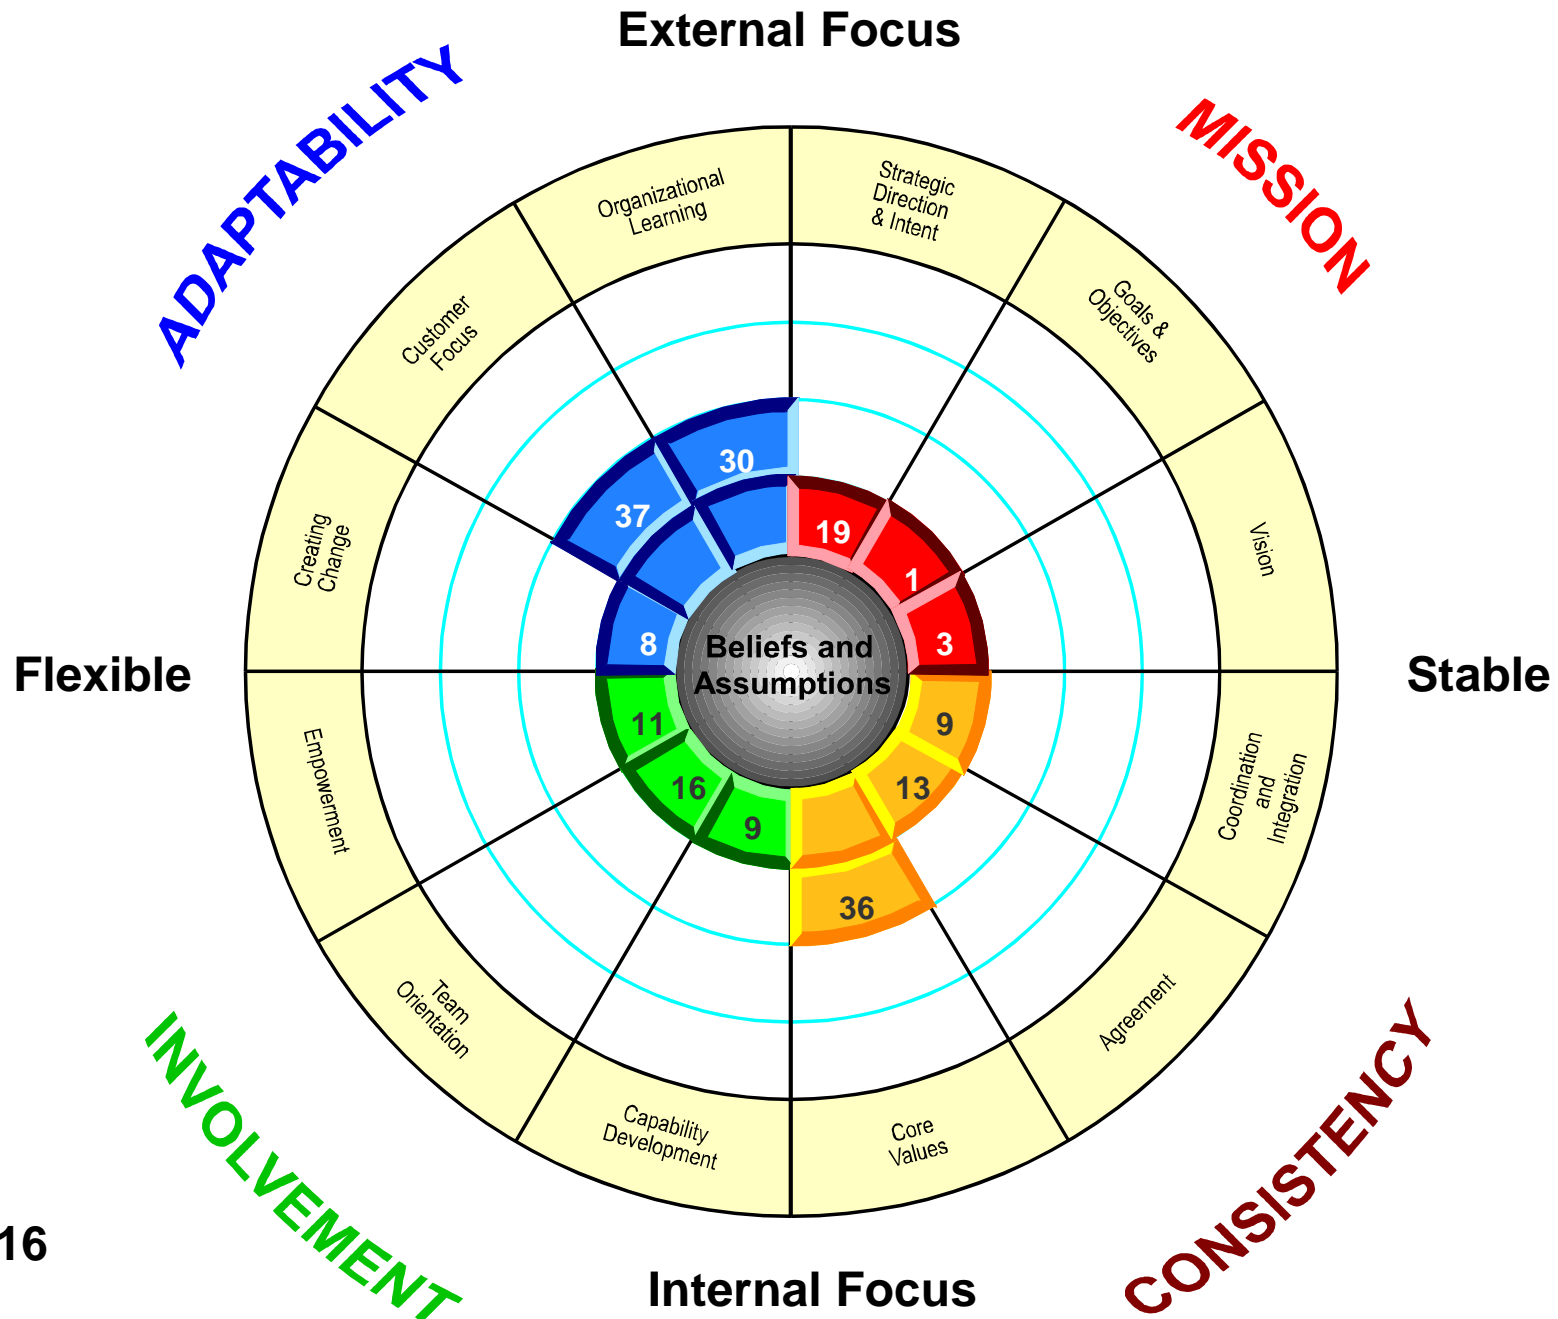 External Focus
ADAPTABILITY
MISSION
Organizational
Learning
Strategic
Direction
& Intent
Customer
Focus
Goals &
Objectives
Creating
Change
Vision
30
37
19
1
8
3
Beliefs and
Assumptions
Flexible
Stable
11
9
16
13
9
36
Empowerment
Coordination
and
Integration
Team
Orientation
Agreement
Capability
Development
Core
Values
INVOLVEMENT
CONSISTENCY
16
Internal Focus